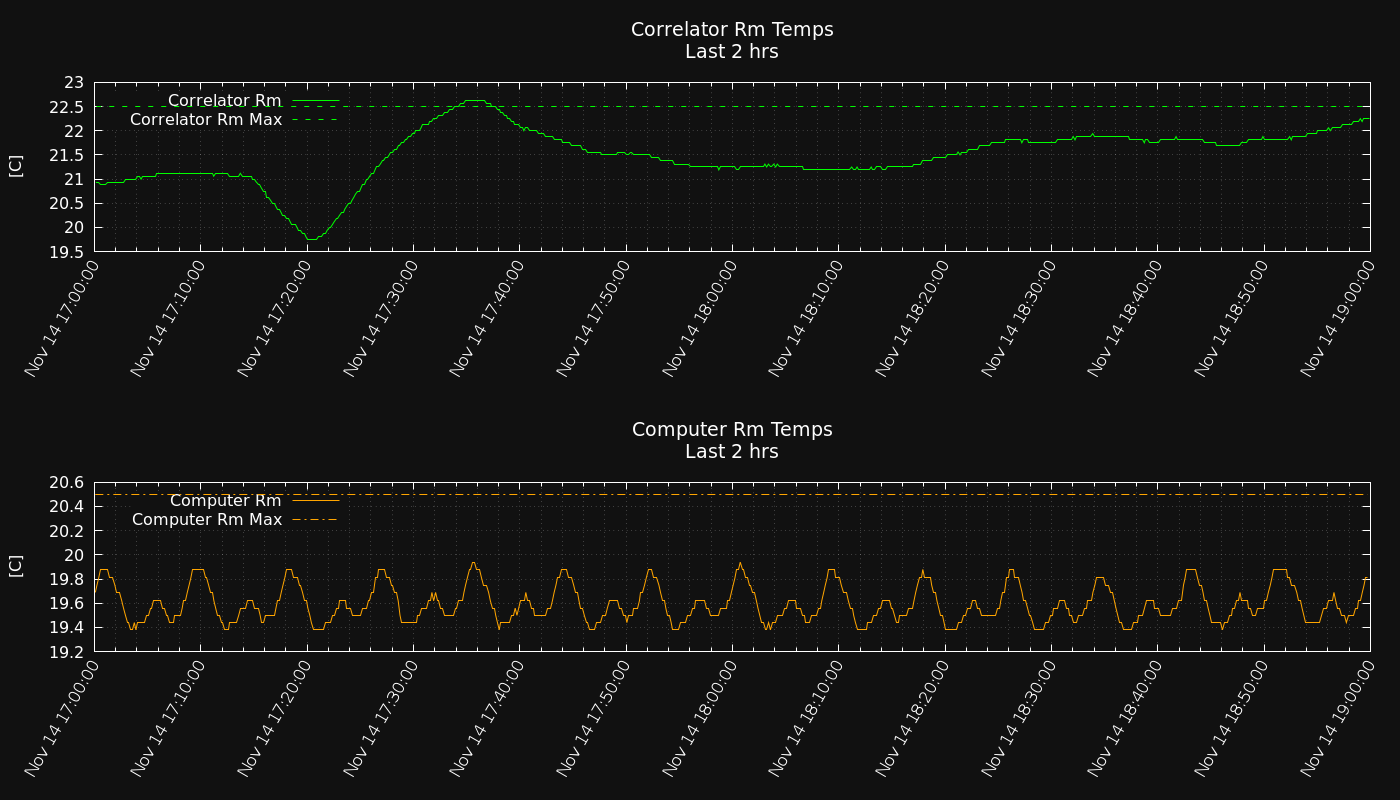 Correlator Rm Temps
Last 2 hrs
[C]
23
22.5
22
21.5
21
20.5
20
19.5
Correlator Rm
Correlator Rm Max
Nov 14 17:00:00
Nov 14 17:10:00
Nov 14 17:20:00
Nov 14 17:30:00
Nov 14 17:40:00
Nov 14 17:50:00
Nov 14 18:00:00
Nov 14 18:10:00
Nov 14 18:20:00
Nov 14 18:30:00
Nov 14 18:40:00
Nov 14 18:50:00
Nov 14 19:00:00
Computer Rm Temps
Last 2 hrs
[C]
20.6
20.4
20.2
20
19.8
19.6
19.4
19.2
Computer Rm
Computer Rm Max
Nov 14 17:00:00
Nov 14 17:10:00
Nov 14 17:20:00
Nov 14 17:30:00
Nov 14 17:40:00
Nov 14 17:50:00
Nov 14 18:00:00
Nov 14 18:10:00
Nov 14 18:20:00
Nov 14 18:30:00
Nov 14 18:40:00
Nov 14 18:50:00
Nov 14 19:00:00